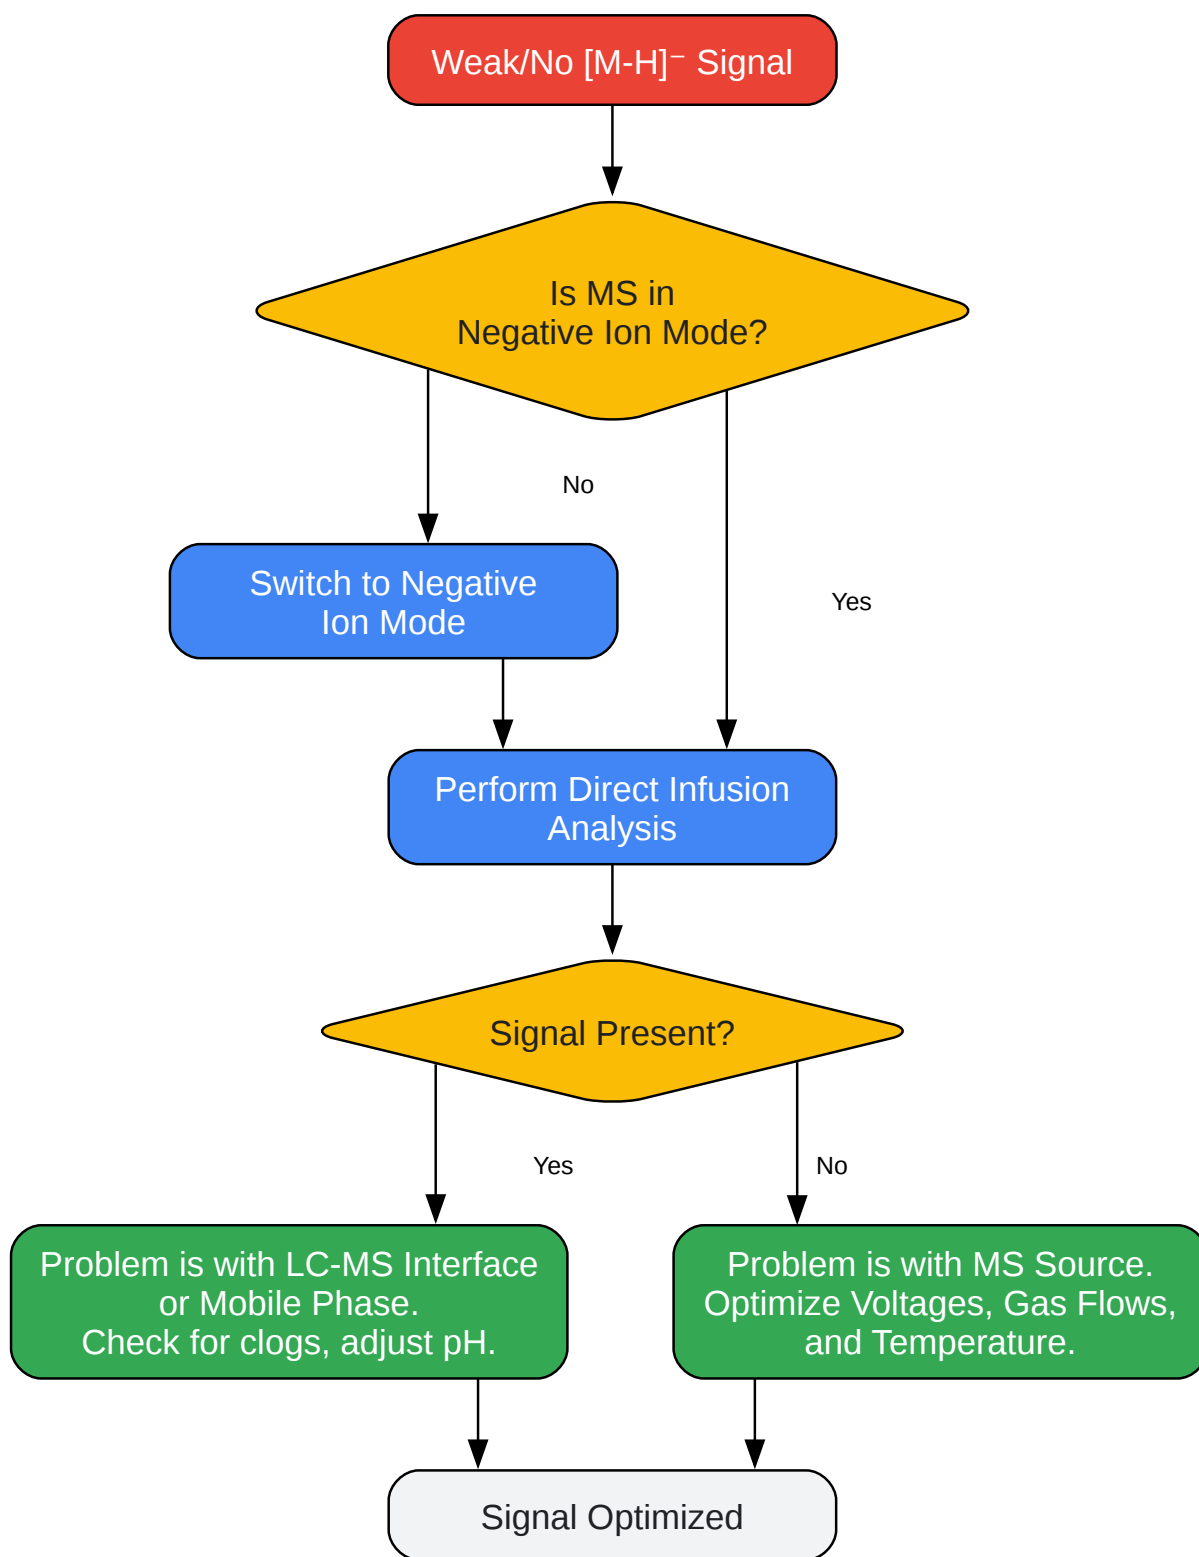 Weak/No [M-H]⁻ Signal
Is MS in
Negative Ion Mode?
No
Switch to Negative
Ion Mode
Yes
Perform Direct Infusion
Analysis
Signal Present?
Yes
No
Problem is with LC-MS Interface
or Mobile Phase.
Check for clogs, adjust pH.
Problem is with MS Source.
Optimize Voltages, Gas Flows,
and Temperature.
Signal Optimized